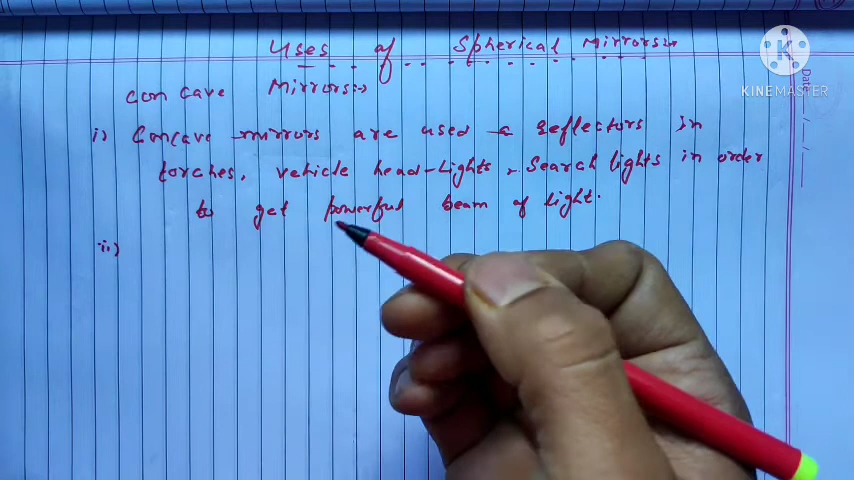 Uses of Spherical Mirrors:→
Concave Mirrors:→
i) Concave mirrors are used a reflectors in
torches, vehicle head-lights, Search lights in order
to get powerful beam of light.
ii)
K
KINEMASTER
Date